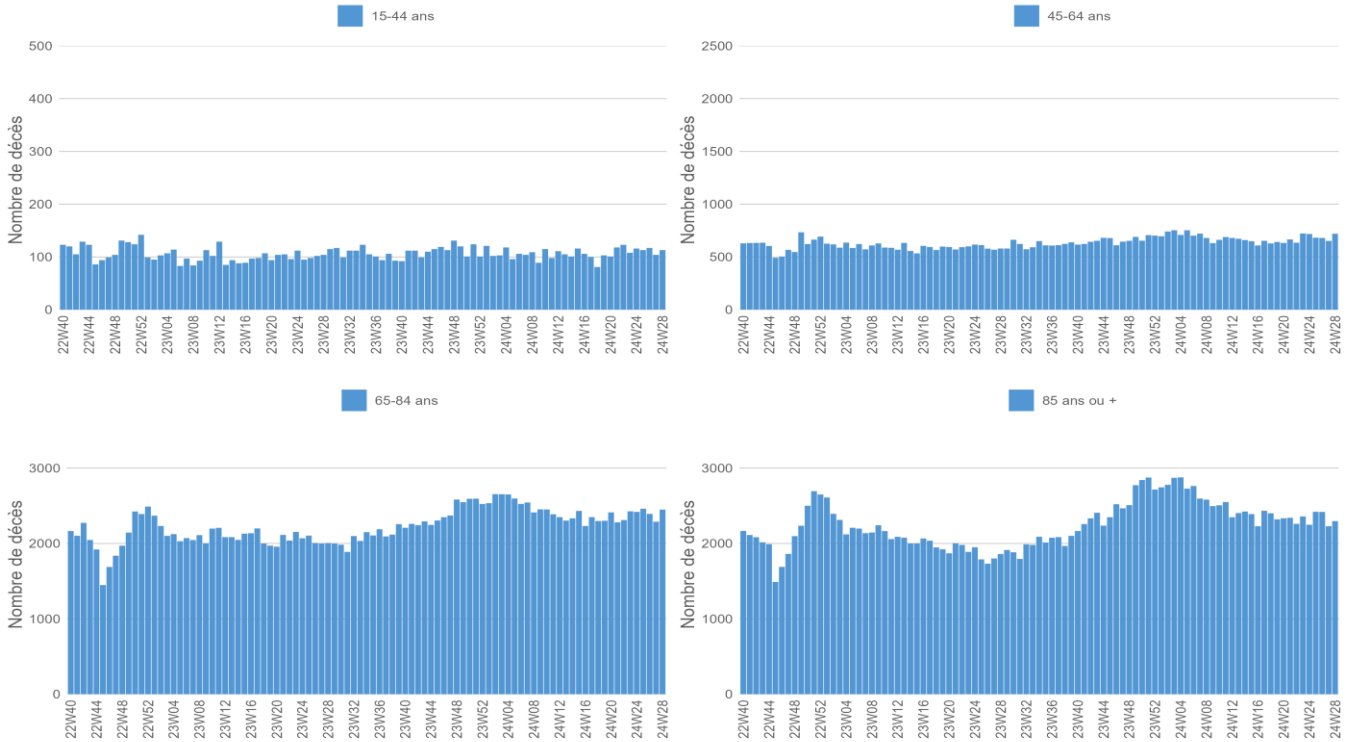 15-44 ans
Nombre de décès
500
400
300
200
100
0
22W40 22W44 22W48 22W52 23W04 23W08 23W12 23W16 23W20 23W24 23W28 23W32 23W36 23W40 23W44 23W48 23W52 24W04 24W08 24W12 24W16 24W20 24W24 24W28
45-64 ans
Nombre de décès
2500
2000
1500
1000
500
0
22W40 22W44 22W48 22W52 23W04 23W08 23W12 23W16 23W20 23W24 23W28 23W32 23W36 23W40 23W44 23W48 23W52 24W04 24W08 24W12 24W16 24W20 24W24 24W28
65-84 ans
Nombre de décès
3000
2000
1000
0
22W40 22W44 22W48 22W52 23W04 23W08 23W12 23W16 23W20 23W24 23W28 23W32 23W36 23W40 23W44 23W48 23W52 24W04 24W08 24W12 24W16 24W20 24W24 24W28
85 ans ou +
Nombre de décès
3000
2000
1000
0
22W40 22W44 22W48 22W52 23W04 23W08 23W12 23W16 23W20 23W24 23W28 23W32 23W36 23W40 23W44 23W48 23W52 24W04 24W08 24W12 24W16 24W20 24W24 24W28